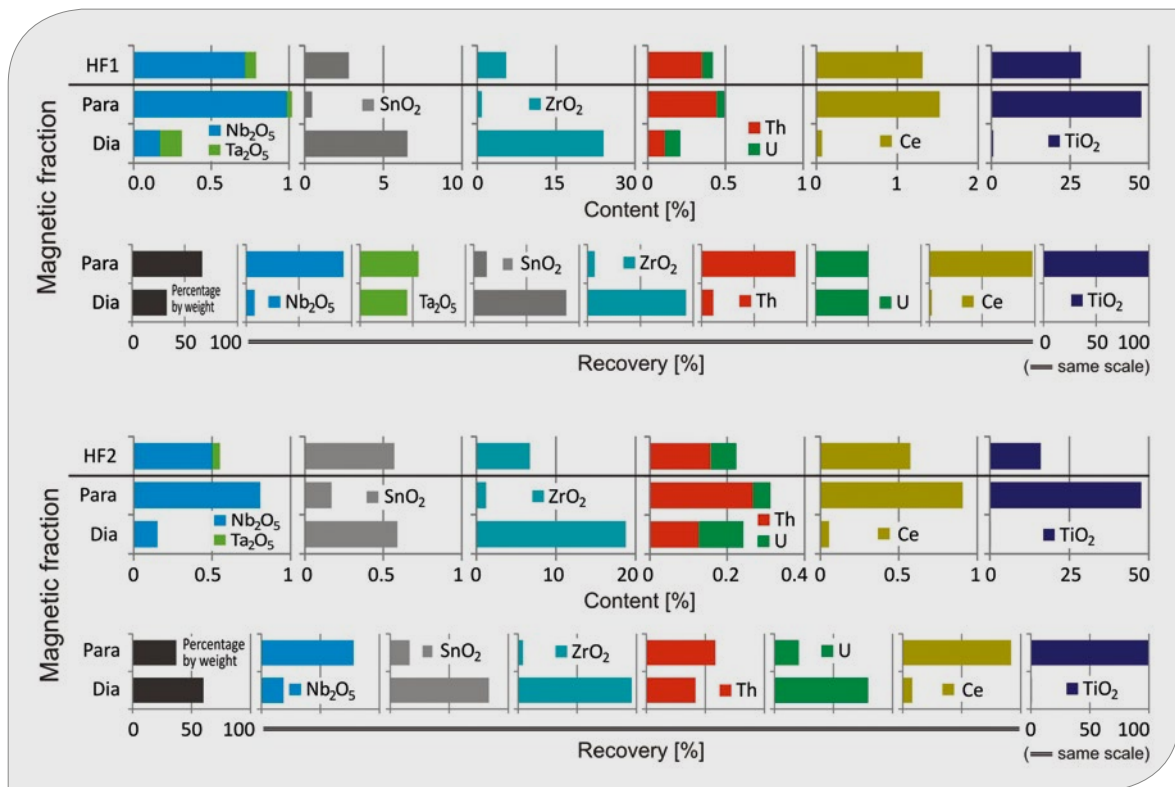 Magnetic fraction
HF1
Para
Dia
Nb₂O₅
Ta₂O₅
SnO₂
ZrO₂
Th
U
Ce
TiO₂
0.0 0.5 1 0 5 10 0 15 30 0 0.5 1 0 1 2 0 25 50
Content [%]
Para
Dia
Percentage
by weight
Nb₂O₅
Ta₂O₅
SnO₂
ZrO₂
Th
U
Ce
TiO₂
0 50 100 0 50 100
Recovery [%]
(— same scale)
Magnetic fraction
HF2
Para
Dia
Nb₂O₅
Ta₂O₅
SnO₂
ZrO₂
Th
U
Ce
TiO₂
0 0.5 1 0 0.5 1 0 10 20 0 0.2 0.4 0 0.5 1 0 25 50
Content [%]
Para
Dia
Percentage
by weight
Nb₂O₅
SnO₂
ZrO₂
Th
U
Ce
TiO₂
0 50 100 0 50 100
Recovery [%]
(— same scale)